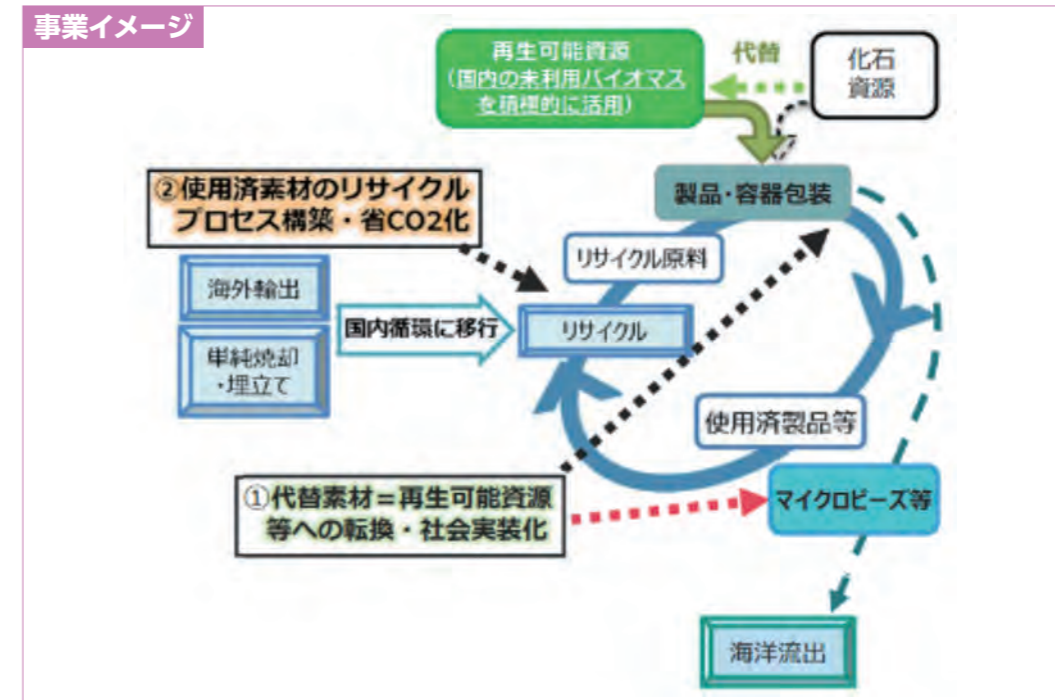 事業イメージ
再生可能資源
(国内の未利用バイオマス
を積極的に活用)
代替
化石
資源
製品・容器包装
②使用済素材のリサイクル
プロセス構築・省CO2化
リサイクル原料
海外輸出
国内循環に移行
リサイクル
単純焼却
・埋立て
使用済製品等
①代替素材=再生可能資源
等への転換・社会実装化
マイクロビーズ等
海洋流出